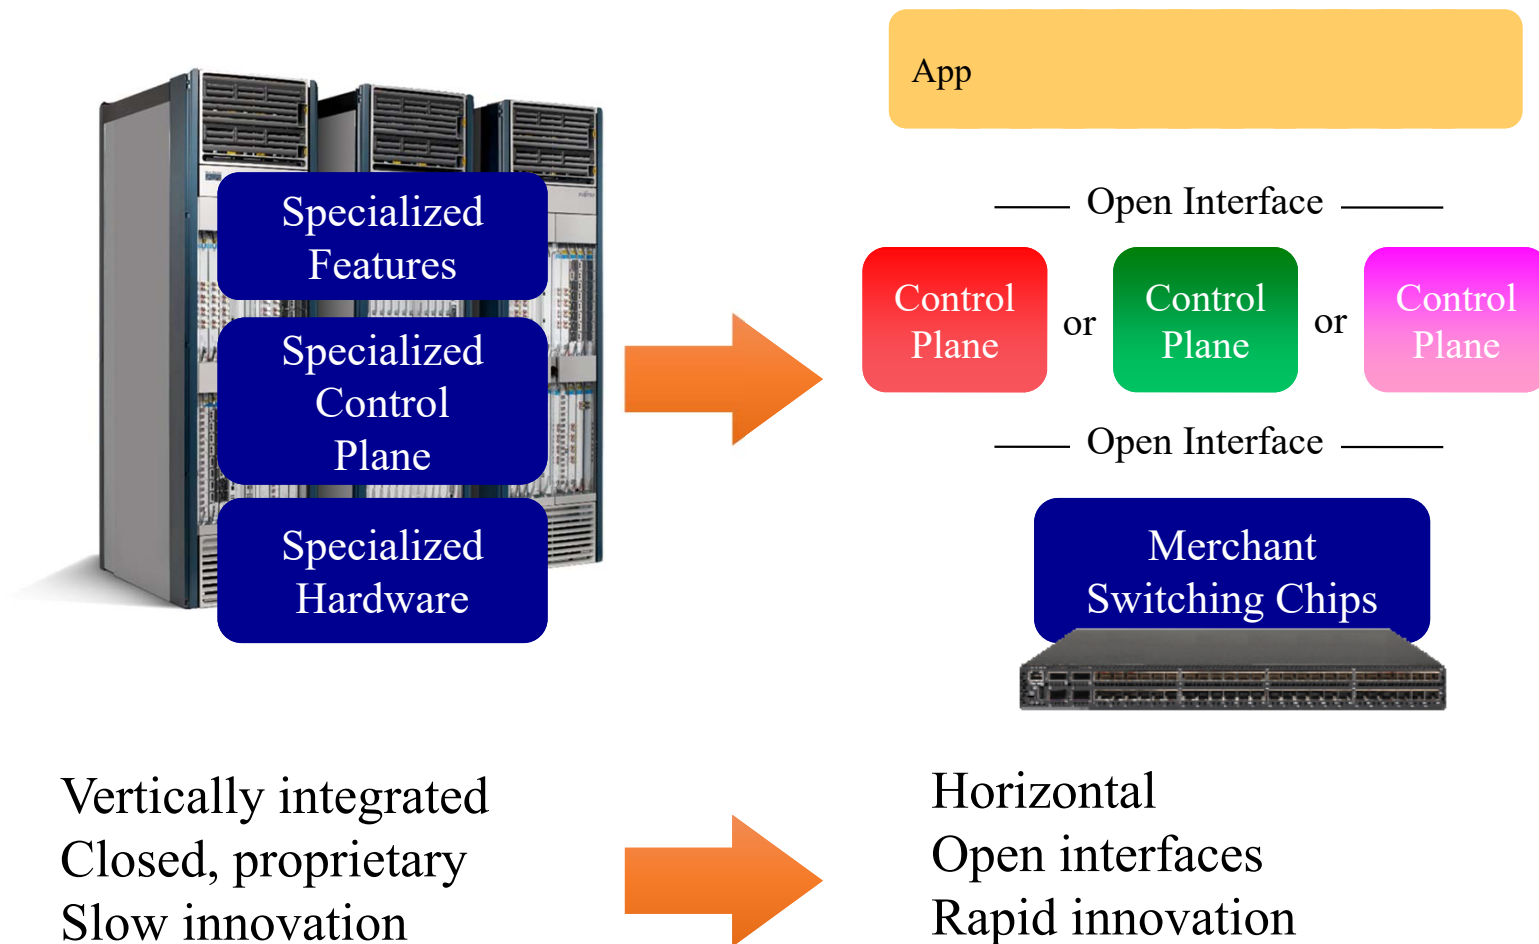 Specialized
Features
Specialized
Control
Plane
Specialized
Hardware
App
Open Interface
Control
Plane
or
Control
Plane
or
Control
Plane
Open Interface
Merchant
Switching Chips
Vertically integrated
Closed, proprietary
Slow innovation
Horizontal
Open interfaces
Rapid innovation